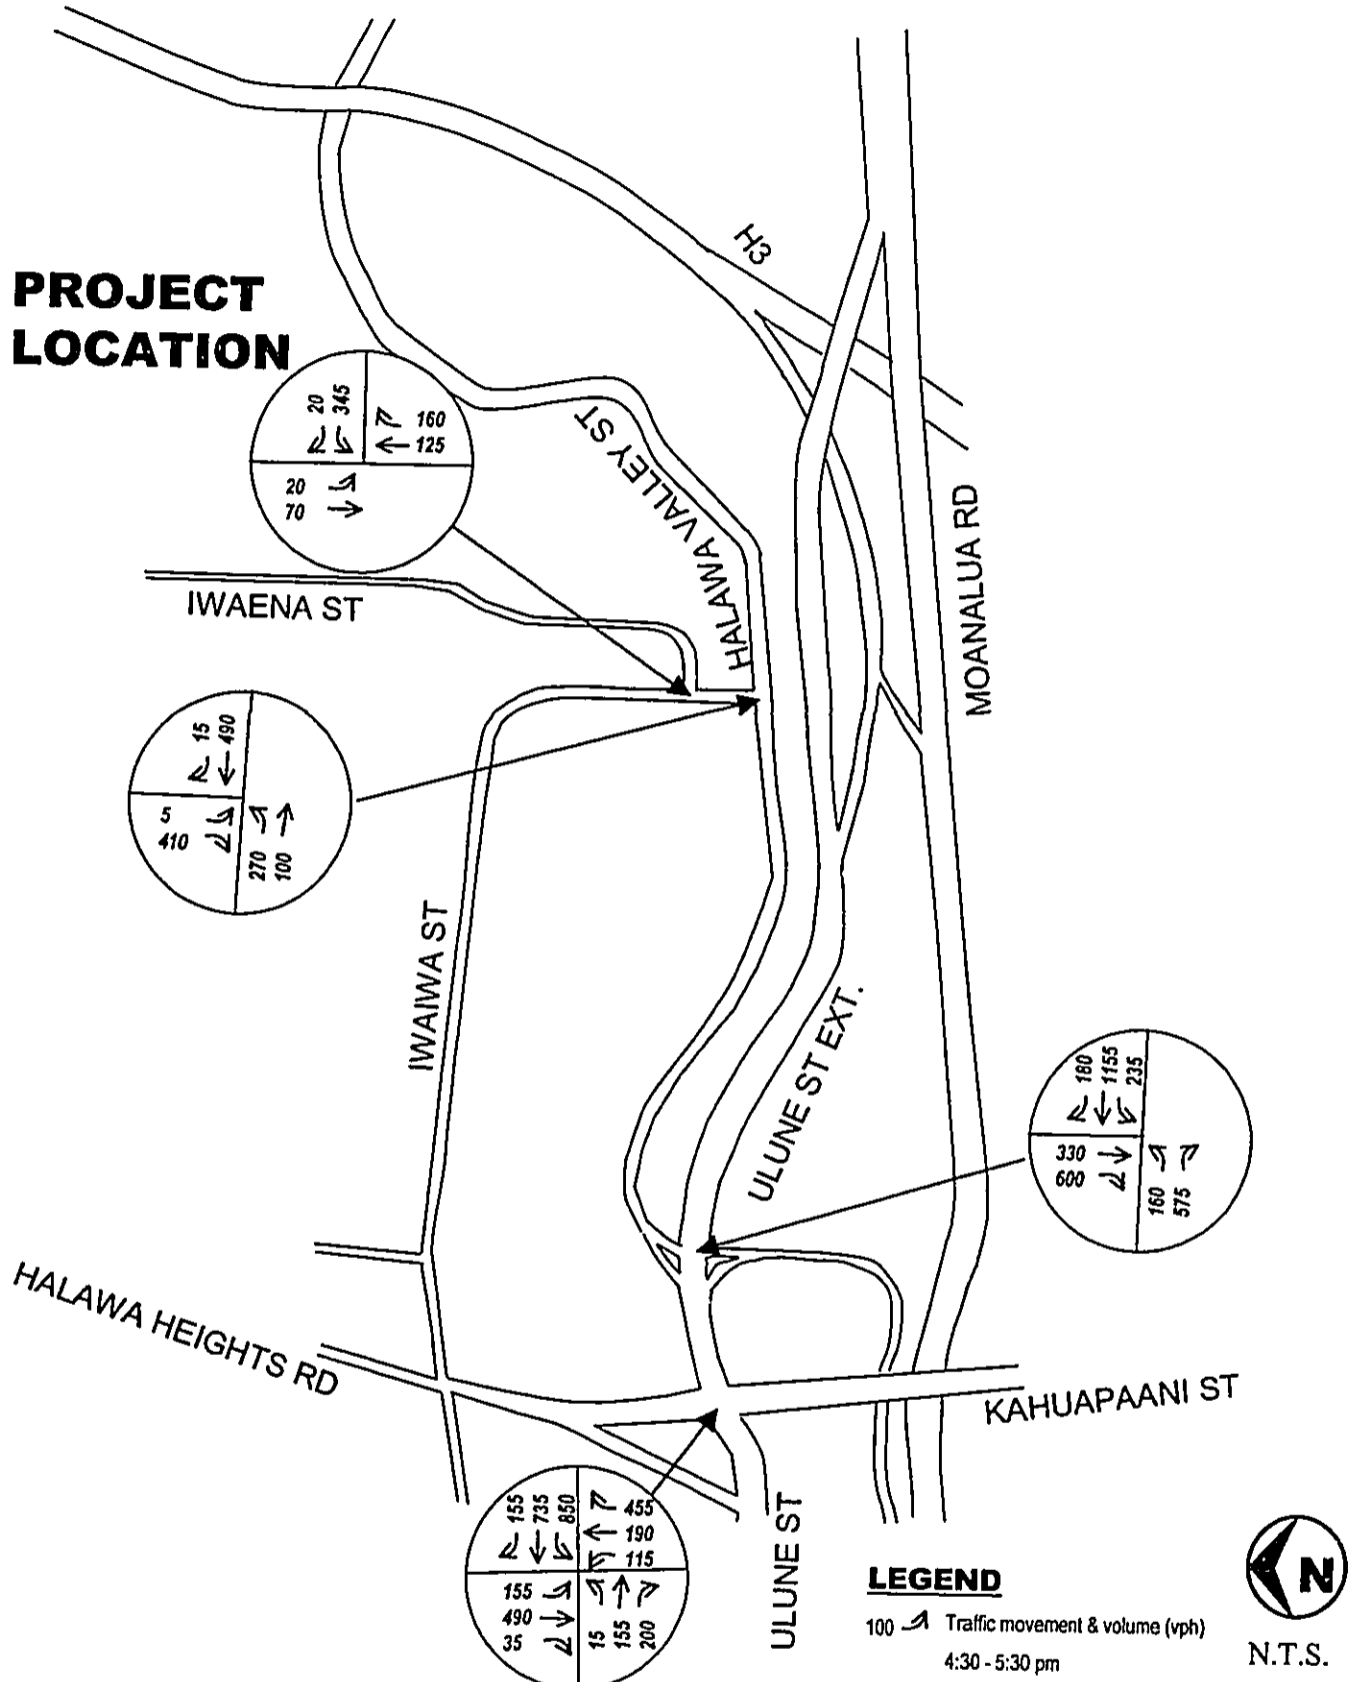 H3
PROJECT
LOCATION
20
345
160
125
20
70
HALAWA VALLEY ST
MOANALUA RD
IWAENA ST
15
490
5
410
270
100
IWAIWA ST
ULUNE ST EXT.
180
1155
235
330
600
160
575
HALAWA HEIGHTS RD
KAHUAPAANI ST
155
735
850
455
190
115
155
490
35
15
155
200
ULUNE ST
LEGEND
100 Traffic movement & volume (vph)
4:30 - 5:30 pm
N
N.T.S.